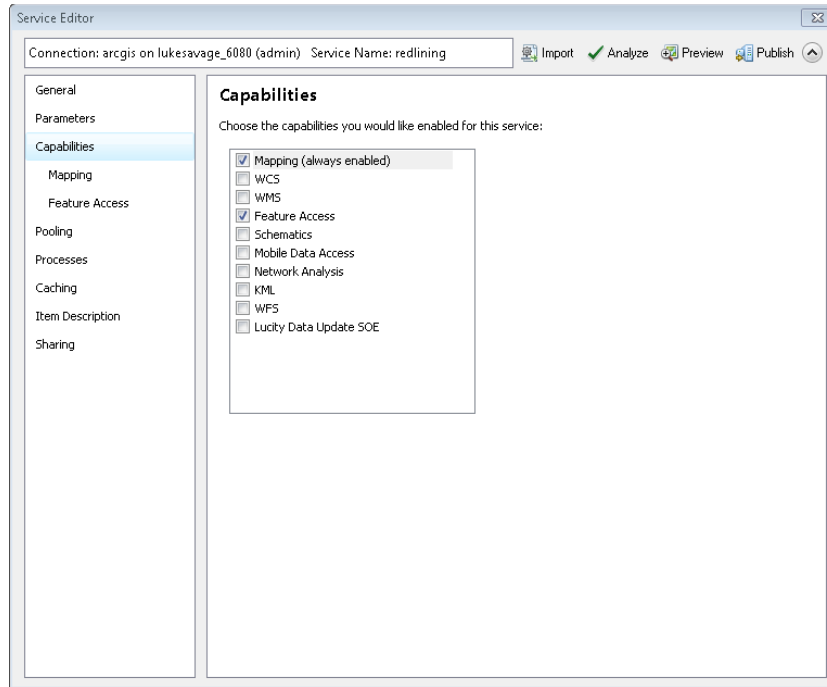 Service Editor
Connection: arcgis on lukesavage_6080 (admin) Service Name: redlining
Import
Analyze
Preview
Publish
General
Parameters
Capabilities
Mapping
Feature Access
Pooling
Processes
Caching
Item Description
Sharing
Capabilities
Choose the capabilities you would like enabled for this service:
Mapping (always enabled)
WCS
WMS
Feature Access
Schematics
Mobile Data Access
Network Analysis
KML
WFS
Lucity Data Update SOE